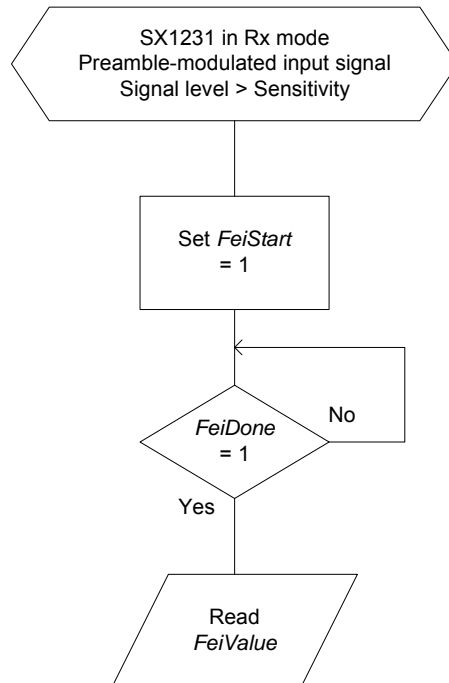 SX1231 in Rx mode
Preamble-modulated input signal
Signal level > Sensitivity
Set FeiStart
= 1
FeiDone
= 1
No
Yes
Read
FeiValue